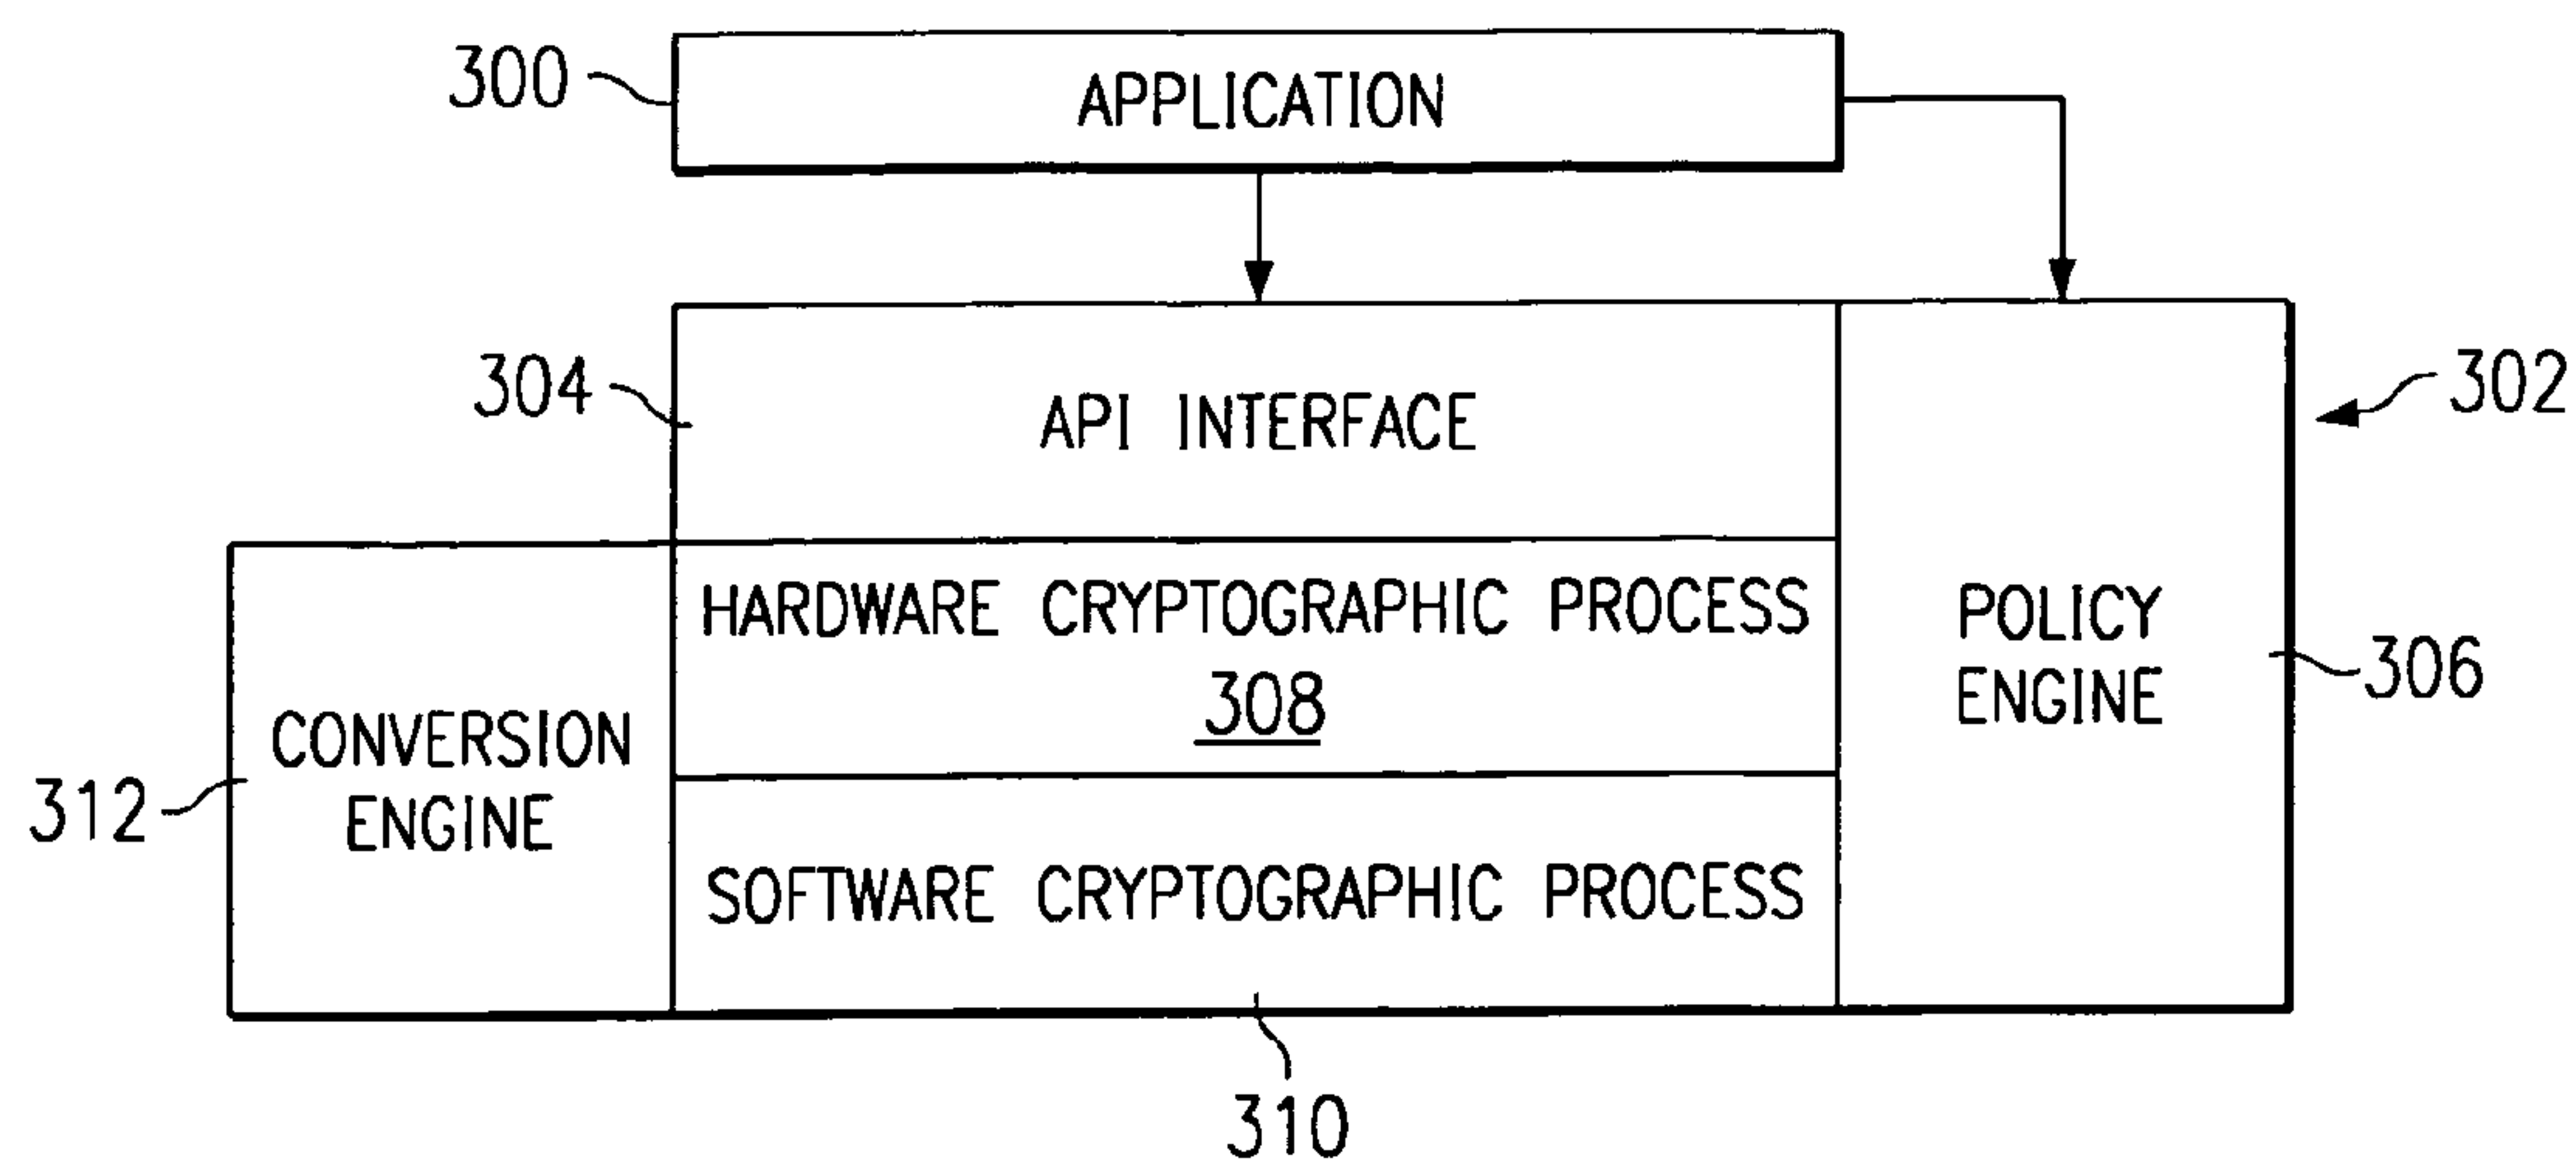 300
APPLICATION
304
API INTERFACE
302
HARDWARE CRYPTOGRAPHIC PROCESS
308
POLICY
ENGINE
306
CONVERSION
ENGINE
312
SOFTWARE CRYPTOGRAPHIC PROCESS
310